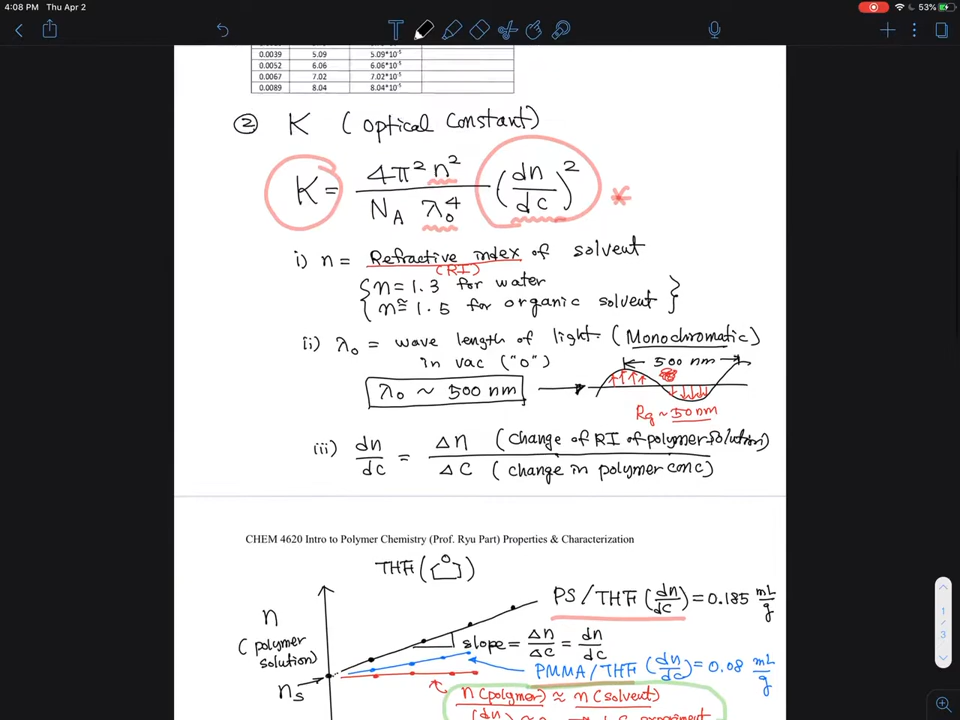 4:08 PM Thu Apr 2
53%
0.0039 5.09 5.09*10⁻⁵
0.0052 6.06 6.06*10⁻⁵
0.0067 7.02 7.02*10⁻⁵
0.0089 8.04 8.04*10⁻⁵
② K (Optical Constant)
K = 4π² n² / N_A λ₀⁴ (dn/dc)² *
i) n = Refractive index of solvent
(RI)
{n = 1.3 for water
n ≅ 1.5 for organic solvent}
ii) λ₀ = wave length of light. (Monochromatic)
in vac ("0")
500 nm
λ₀ ~ 500 nm
Rg ~ 50 nm
iii) dn/dc = Δn (change of RI of polymer solution) / Δc (change in polymer conc)
CHEM 4620 Intro to Polymer Chemistry (Prof. Ryu Part) Properties & Characterization
THF (O)
n
(polymer solution)
n_s
PS/THF (dn/dc) = 0.185 mL/g
slope = Δn/Δc = dn/dc
PMMA/THF (dn/dc) = 0.08 mL/g
n(polymer) ≈ n(solvent)
1
/ 3